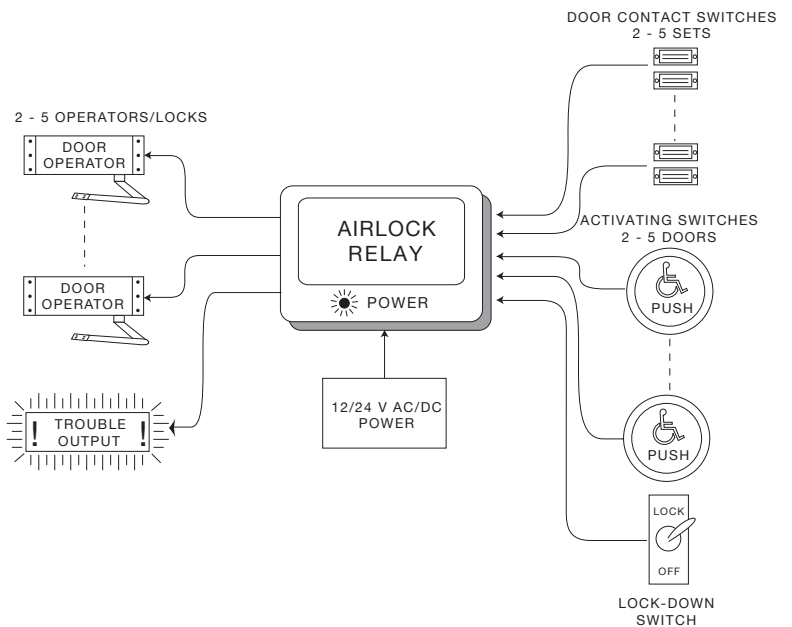 DOOR CONTACT SWITCHES
2 - 5 SETS
2 - 5 OPERATORS/LOCKS
DOOR
OPERATOR
AIRLOCK
RELAY
POWER
ACTIVATING SWITCHES
2 - 5 DOORS
PUSH
DOOR
OPERATOR
12/24 V AC/DC
POWER
! TROUBLE
OUTPUT !
PUSH
LOCK
OFF
LOCK-DOWN
SWITCH